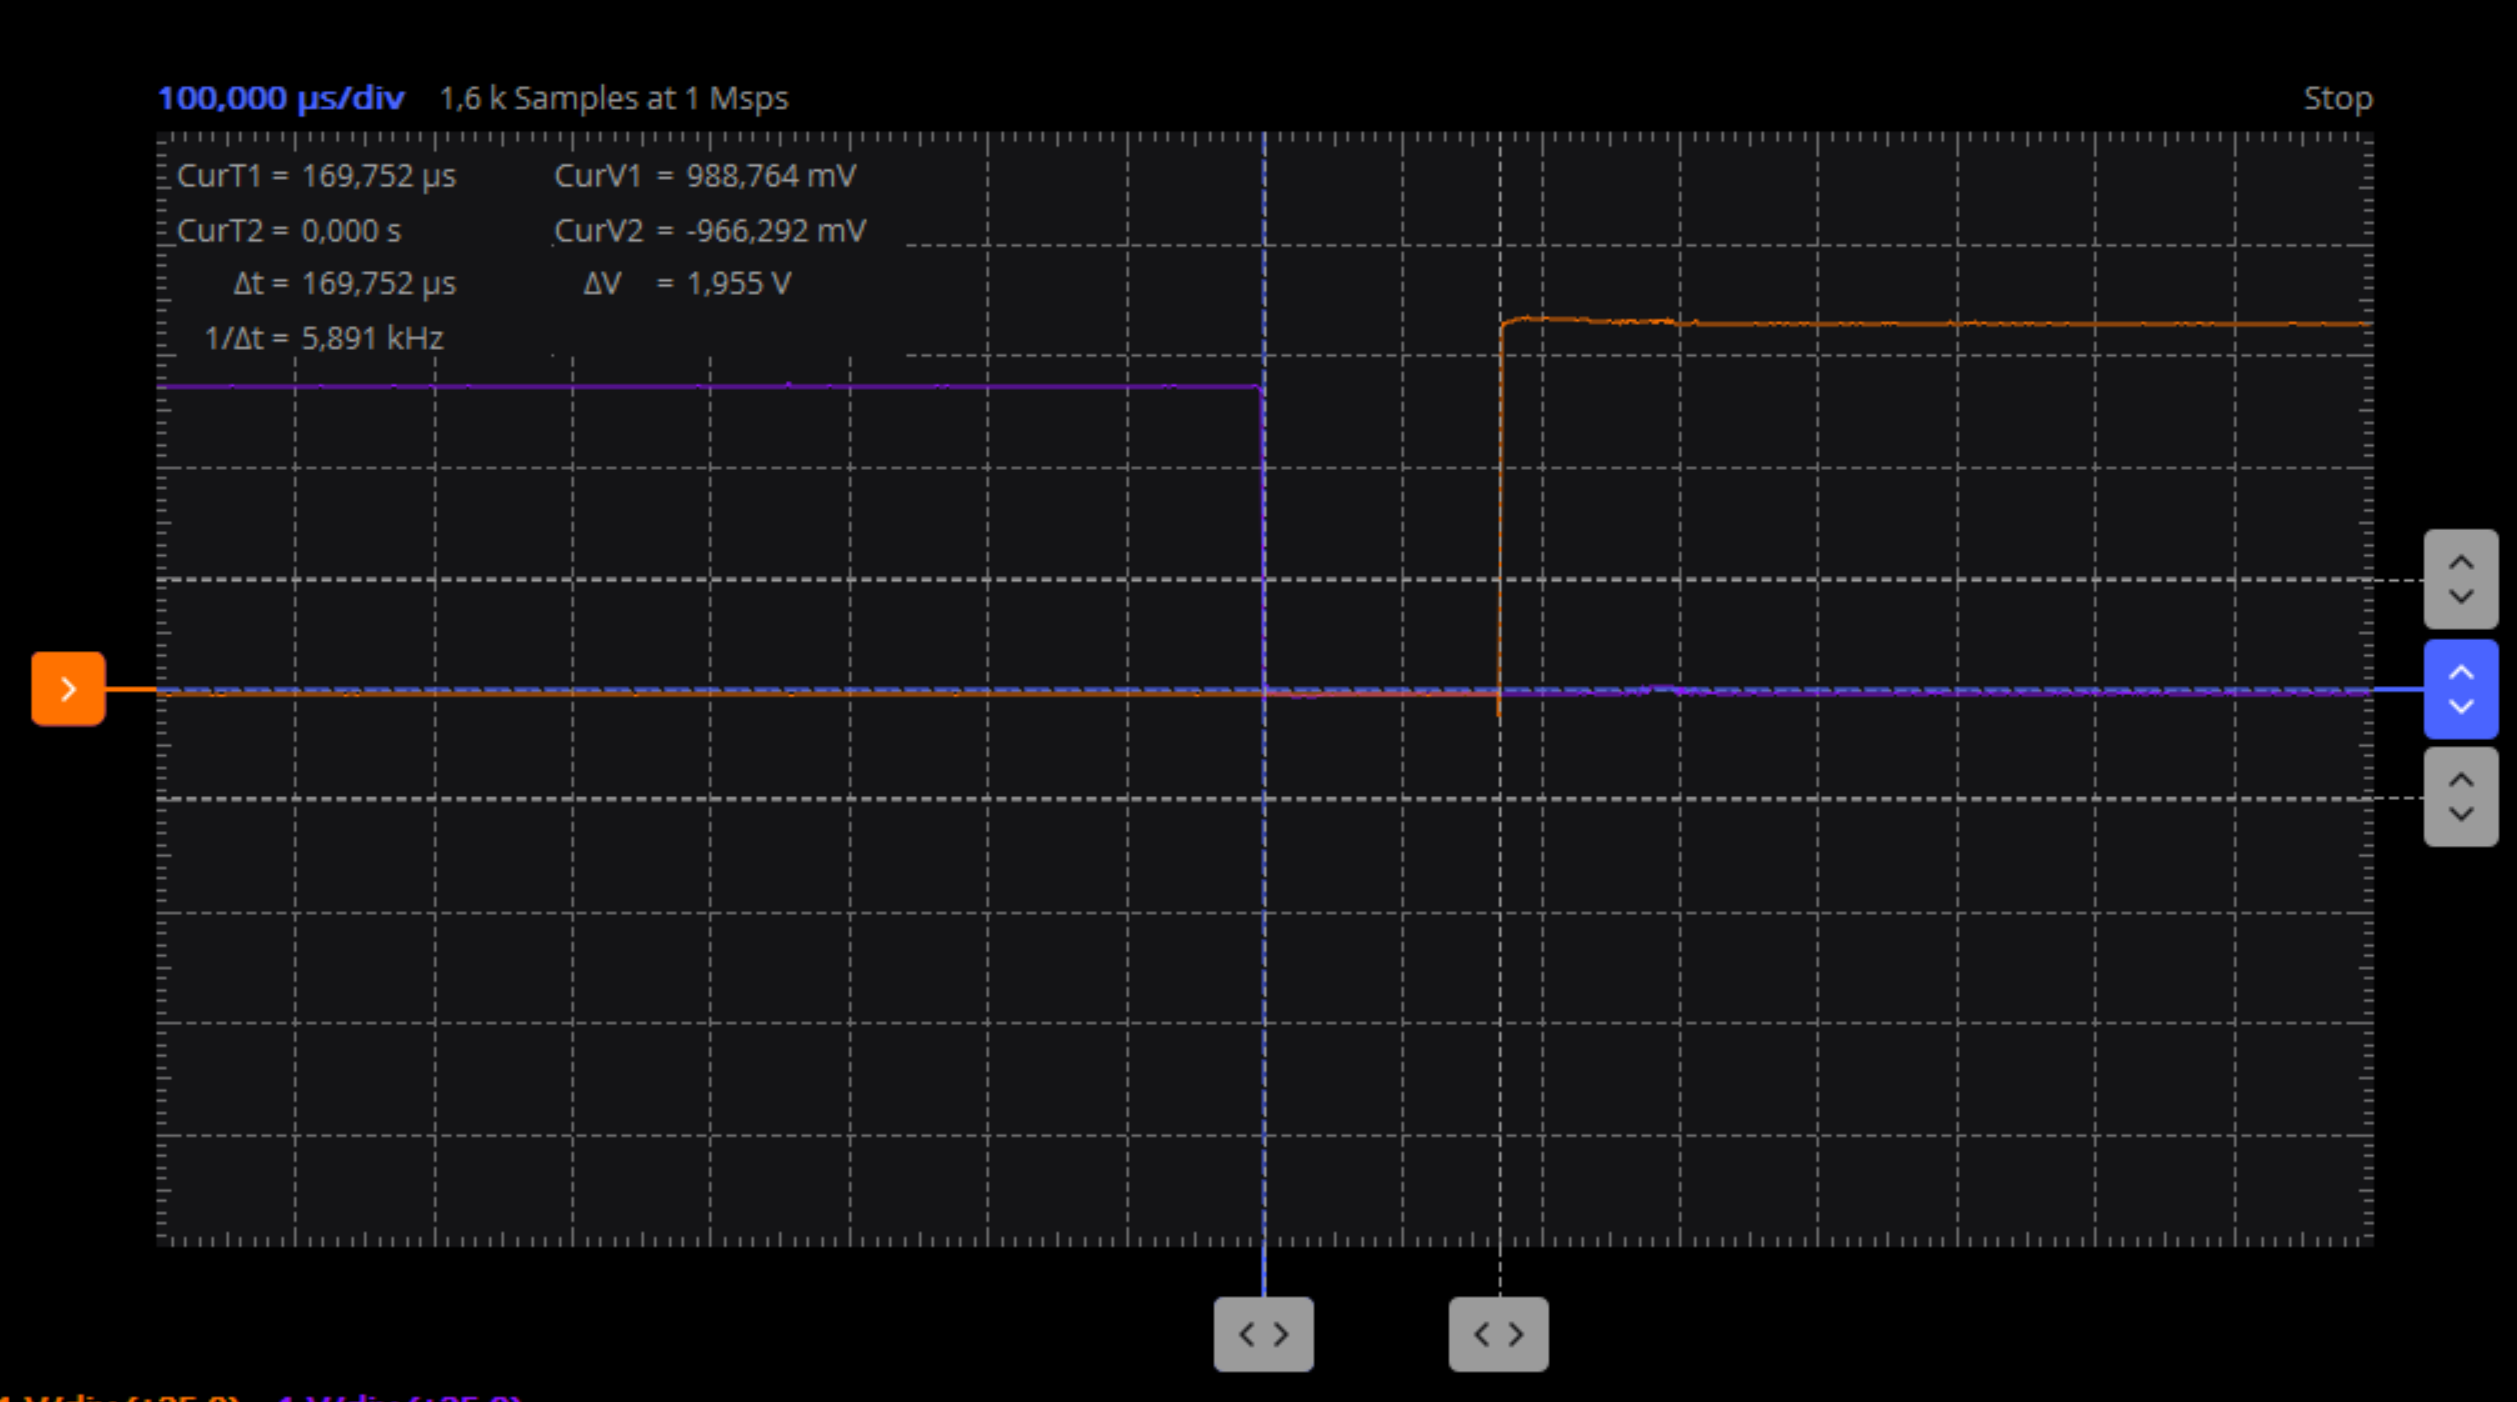 100,000 µs/div 1,6 k Samples at 1 Msps Stop
CurT1 = 169,752 µs CurV1 = 988,764 mV
CurT2 = 0,000 s CurV2 = -966,292 mV
Δt = 169,752 µs ΔV = 1,955 V
1/Δt = 5,891 kHz